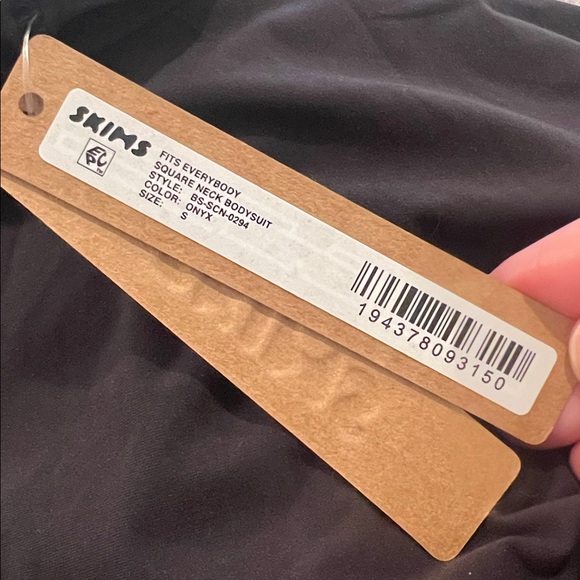 SKIMS
FITS EVERYBODY
SQUARE NECK BODYSUIT
STYLE: BS-SCN-0294
COLOR: ONYX
SIZE: S
194378093150